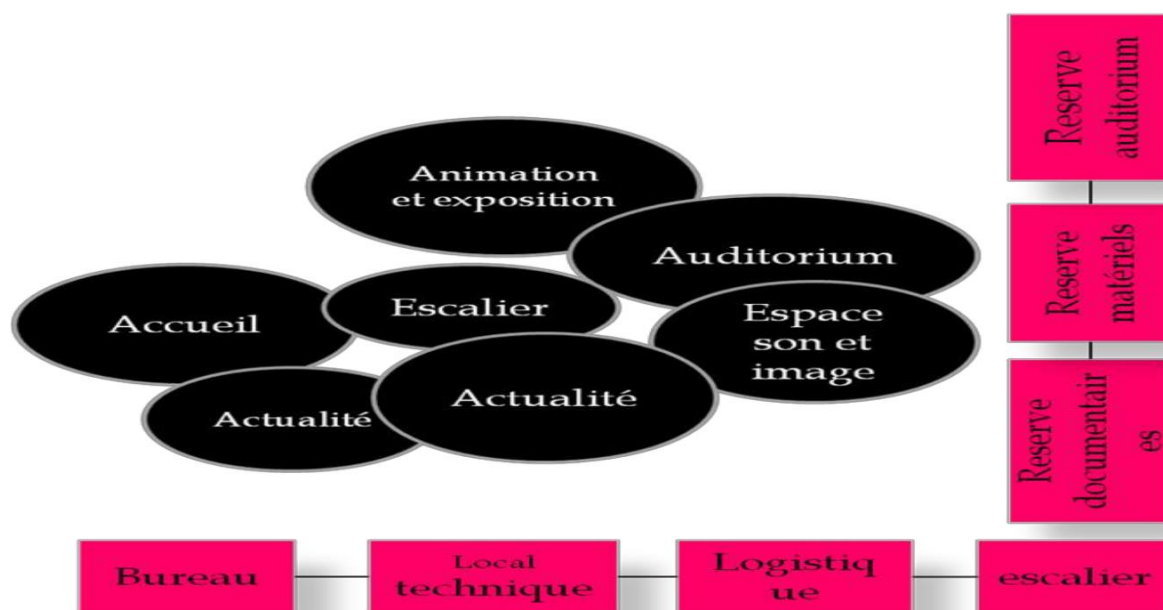 Reserve
auditorium
Animation
et exposition
Auditorium
Reserve
matériels
Accueil
Escalier
Espace
son et
image
Actualité
Actualité
Reserve
documentair
es
Bureau
Local
technique
Logistiq
ue
escalier